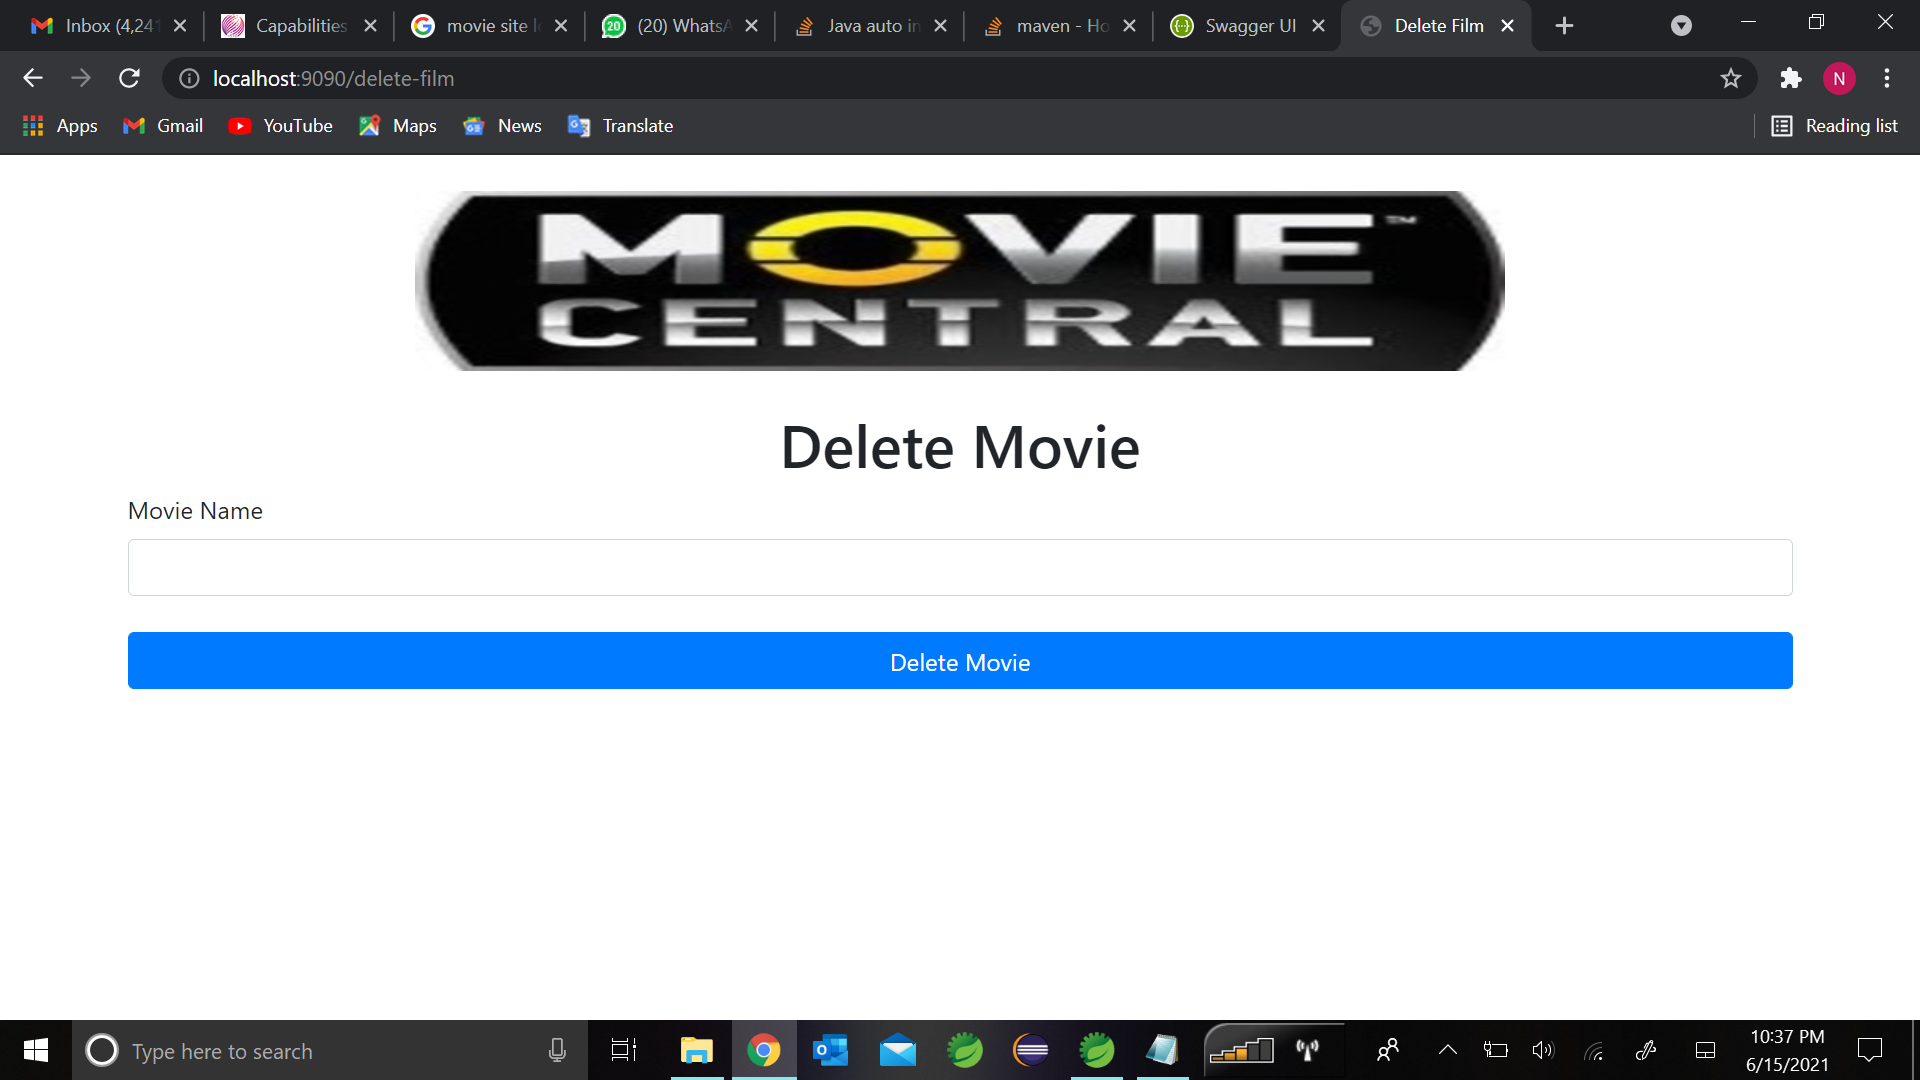 Inbox (4,241
Capabilities
movie site l
(20) WhatsA
Java auto in
maven - Ho
Swagger UI
Delete Film
localhost:9090/delete-film
N
Apps
Gmail
YouTube
Maps
News
Translate
Reading list
MOVIE™
CENTRAL
Delete Movie
Movie Name
Delete Movie
Type here to search
10:37 PM
6/15/2021